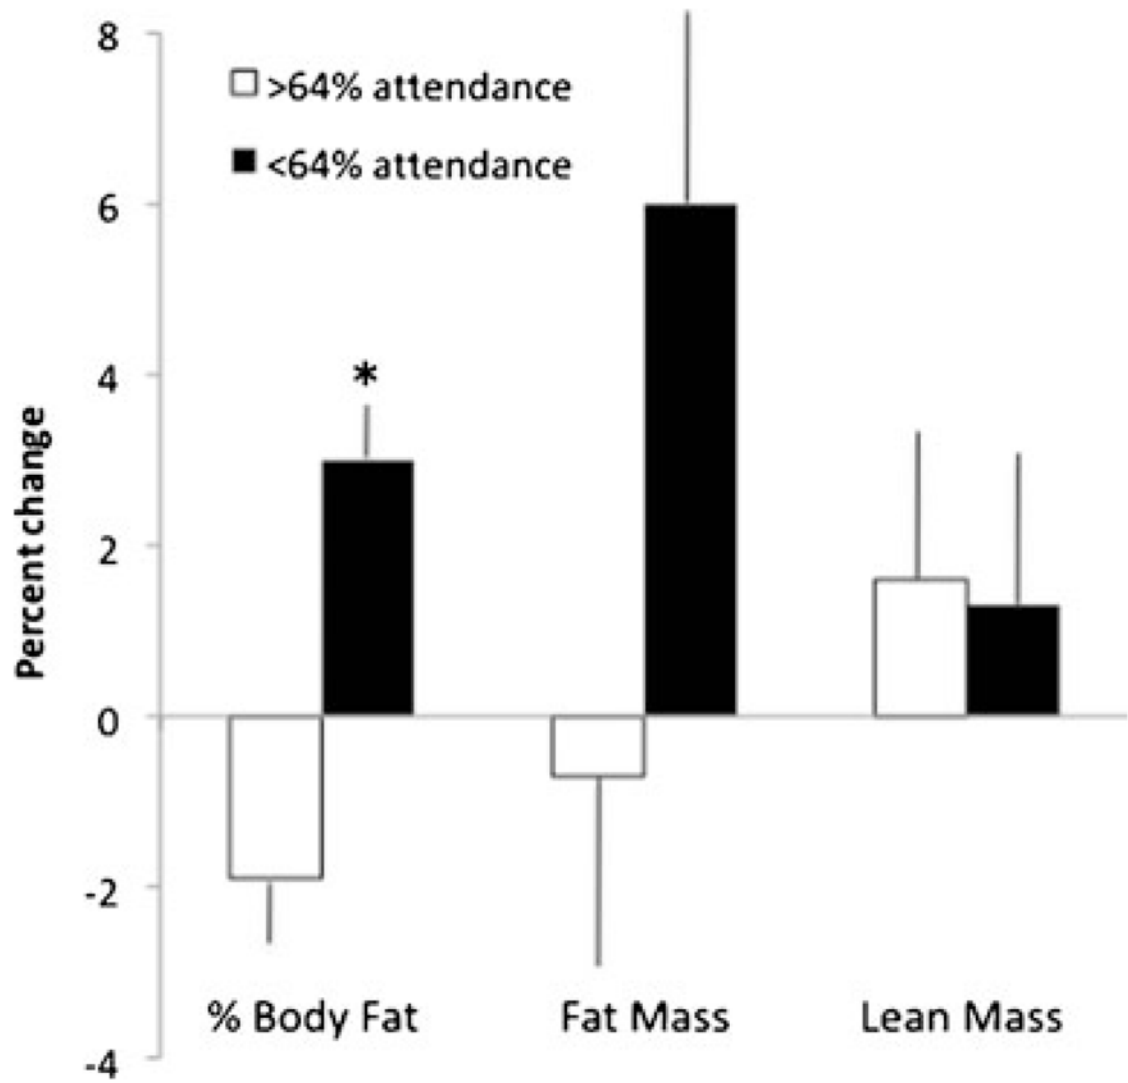 8
>64% attendance
<64% attendance
6
4
*
2
0
-2
-4
Percent change
% Body Fat
Fat Mass
Lean Mass